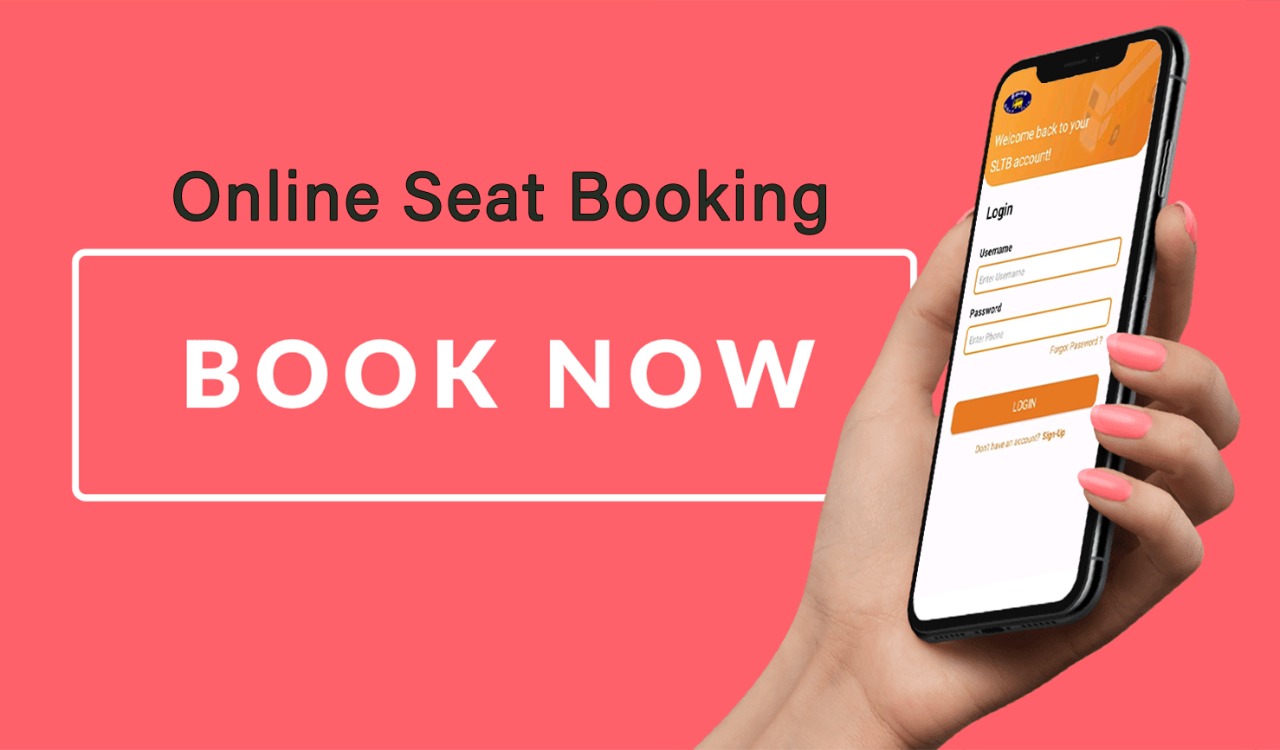 Online Seat Booking
BOOK NOW
Welcome back to your
SLTB account!
Login
Username
Enter Username
Password
Enter Phone
Forgot Password ?
LOGIN
Don't have an account? Sign-Up